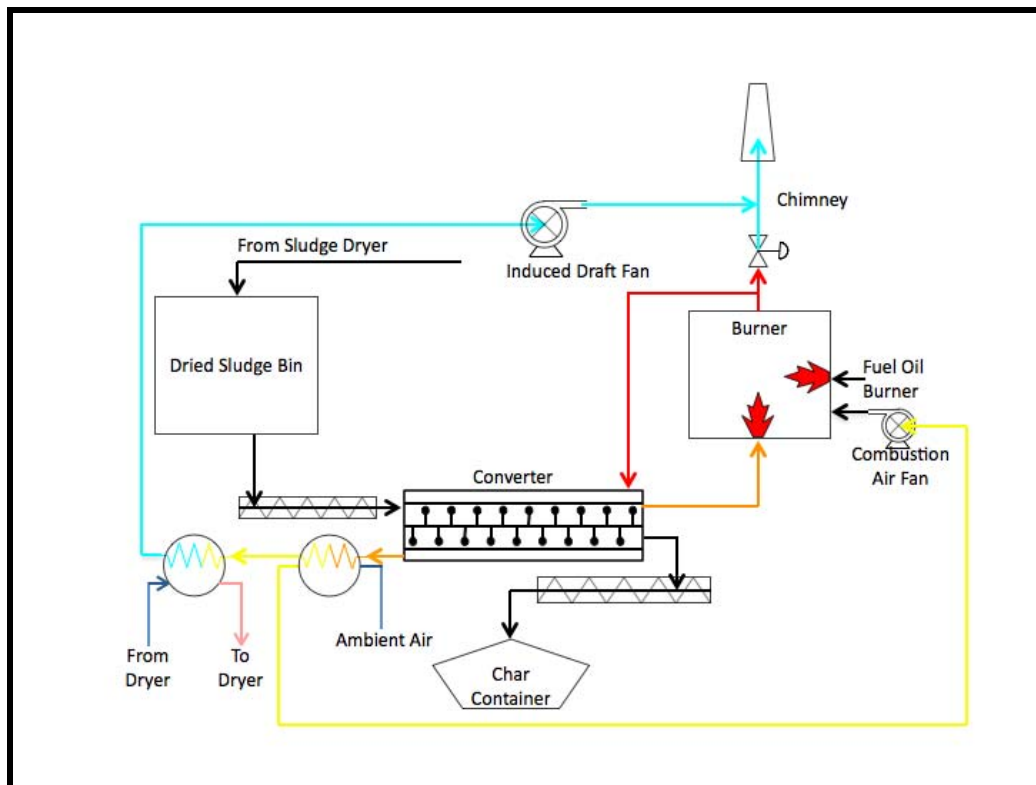 Chimney
From Sludge Dryer
Induced Draft Fan
Burner
Dried Sludge Bin
Fuel Oil
Burner
Combustion
Air Fan
Converter
Ambient Air
From
Dryer
To
Dryer
Char
Container